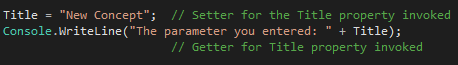 Title = "New Concept";  // Setter for the Title property invoked
Console.WriteLine("The parameter you entered: " + Title);
// Getter for Title property invoked